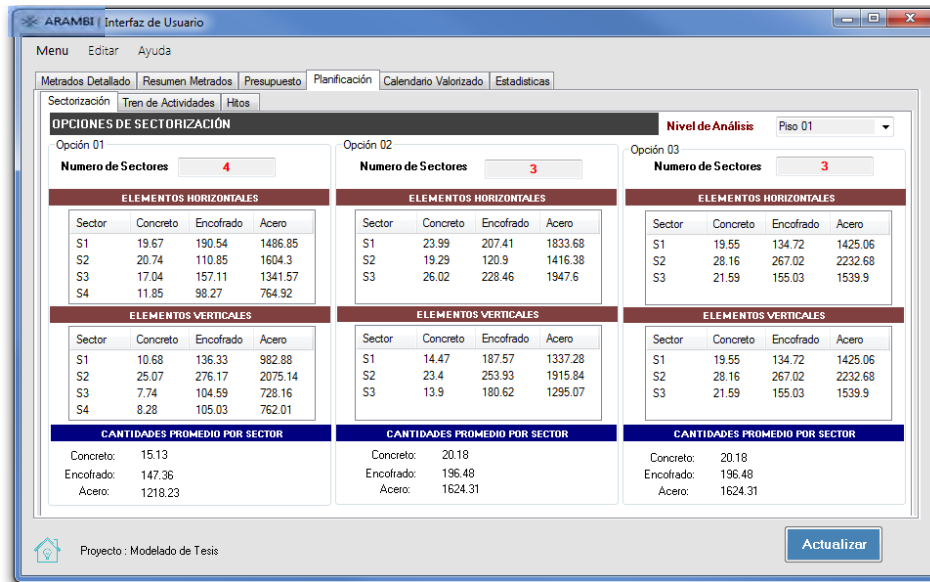 ARAMBI | Interfaz de Usuario
Menu Editar Ayuda
Metrados Detallado Resumen Metrados Presupuesto Planificación Calendario Valorizado Estadisticas
Sectorización Tren de Actividades Hitos
OPCIONES DE SECTORIZACIÓN Nivel de Análisis Piso 01
Opción 01
Numero de Sectores 4
ELEMENTOS HORIZONTALES
Sector Concreto Encofrado Acero
S1 19.67 190.54 1486.85
S2 20.74 110.85 1604.3
S3 17.04 157.11 1341.57
S4 11.85 98.27 764.92
ELEMENTOS VERTICALES
Sector Concreto Encofrado Acero
S1 10.68 136.33 982.88
S2 25.07 276.17 2075.14
S3 7.74 104.59 728.16
S4 8.28 105.03 762.01
CANTIDADES PROMEDIO POR SECTOR
Concreto: 15.13
Encofrado: 147.36
Acero: 1218.23
Opción 02
Numero de Sectores 3
ELEMENTOS HORIZONTALES
Sector Concreto Encofrado Acero
S1 23.99 207.41 1833.68
S2 19.29 120.9 1416.38
S3 26.02 228.46 1947.6
ELEMENTOS VERTICALES
Sector Concreto Encofrado Acero
S1 14.47 187.57 1337.28
S2 23.4 253.93 1915.84
S3 13.9 180.62 1295.07
CANTIDADES PROMEDIO POR SECTOR
Concreto: 20.18
Encofrado: 196.48
Acero: 1624.31
Opción 03
Numero de Sectores 3
ELEMENTOS HORIZONTALES
Sector Concreto Encofrado Acero
S1 19.55 134.72 1425.06
S2 28.16 267.02 2232.68
S3 21.59 155.03 1539.9
ELEMENTOS VERTICALES
Sector Concreto Encofrado Acero
S1 19.55 134.72 1425.06
S2 28.16 267.02 2232.68
S3 21.59 155.03 1539.9
CANTIDADES PROMEDIO POR SECTOR
Concreto: 20.18
Encofrado: 196.48
Acero: 1624.31
Proyecto : Modelado de Tesis
Actualizar